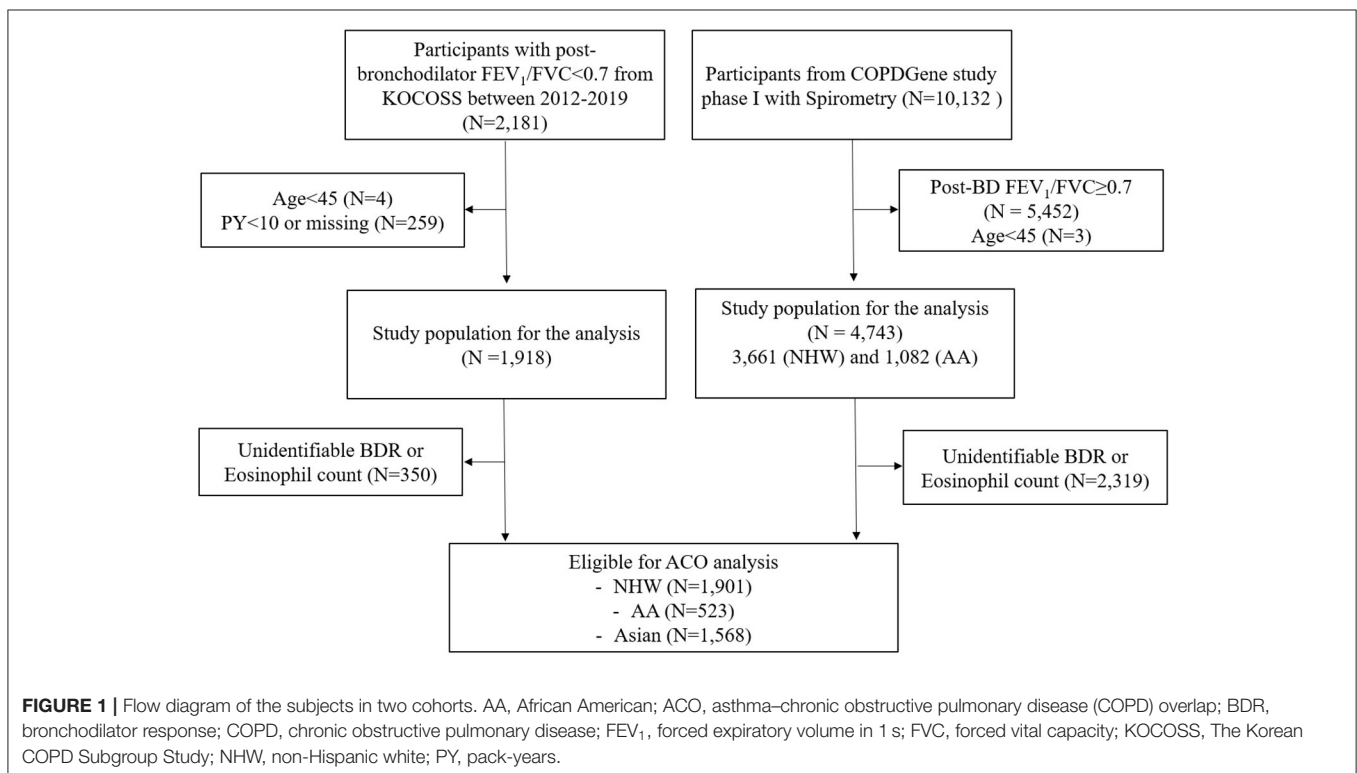 Participants with post-
bronchodilator FEV₁/FVC<0.7 from
KOCOSS between 2012-2019
(N=2,181)
Participants from COPDGene study
phase I with Spirometry (N=10,132 )
Age<45 (N=4)
PY<10 or missing (N=259)
Post-BD FEV₁/FVC≥0.7
(N = 5,452)
Age<45 (N=3)
Study population for the analysis
(N =1,918)
Study population for the analysis
(N = 4,743)
3,661 (NHW) and 1,082 (AA)
Unidentifiable BDR or
Eosinophil count (N=350)
Unidentifiable BDR or
Eosinophil count (N=2,319)
Eligible for ACO analysis
- NHW (N=1,901)
- AA (N=523)
- Asian (N=1,568)
FIGURE 1 | Flow diagram of the subjects in two cohorts. AA, African American; ACO, asthma–chronic obstructive pulmonary disease (COPD) overlap; BDR,
bronchodilator response; COPD, chronic obstructive pulmonary disease; FEV₁, forced expiratory volume in 1 s; FVC, forced vital capacity; KOCOSS, The Korean
COPD Subgroup Study; NHW, non-Hispanic white; PY, pack-years.